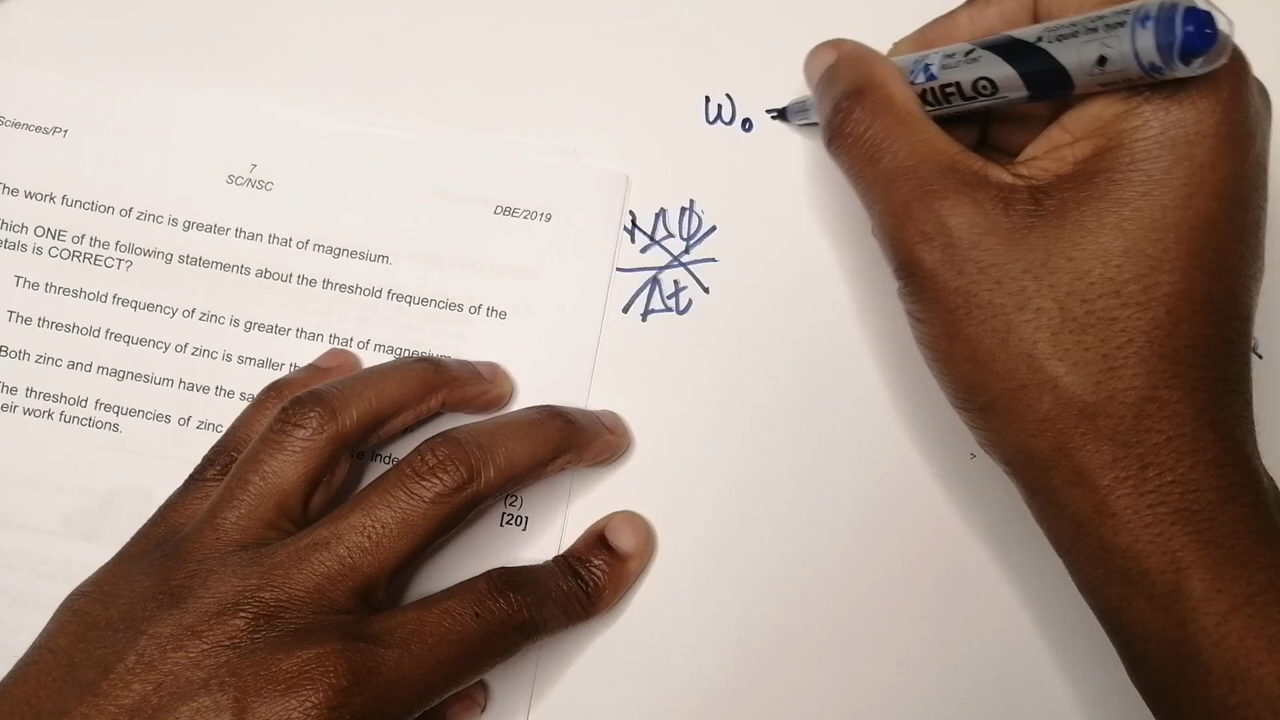 Sciences/P1
7
SC/NSC
DBE/2019
The work function of zinc is greater than that of magnesium.
Which ONE of the following statements about the threshold frequencies of the
metals is CORRECT?
The threshold frequency of zinc is greater than that of magnesium
The threshold frequency of zinc is smaller
Both zinc and magnesium have the
The threshold frequencies of zinc
their work functions.
(2)
[20]
W₀ =
Δϕ
Δt
XIFLO